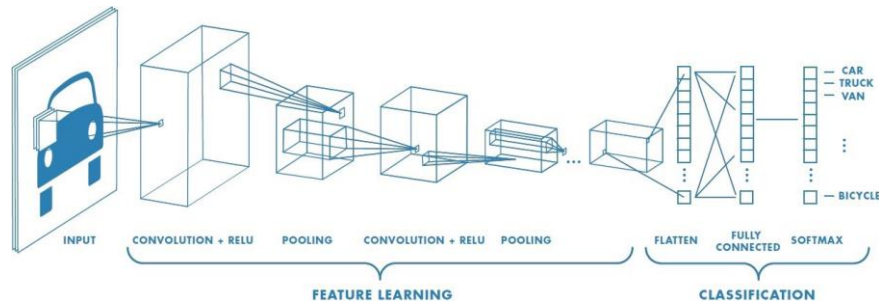 CAR
TRUCK
VAN
BICYCLE
INPUT
CONVOLUTION + RELU
POOLING
CONVOLUTION + RELU
POOLING
FLATTEN
FULLY
CONNECTED
SOFTMAX
FEATURE LEARNING
CLASSIFICATION